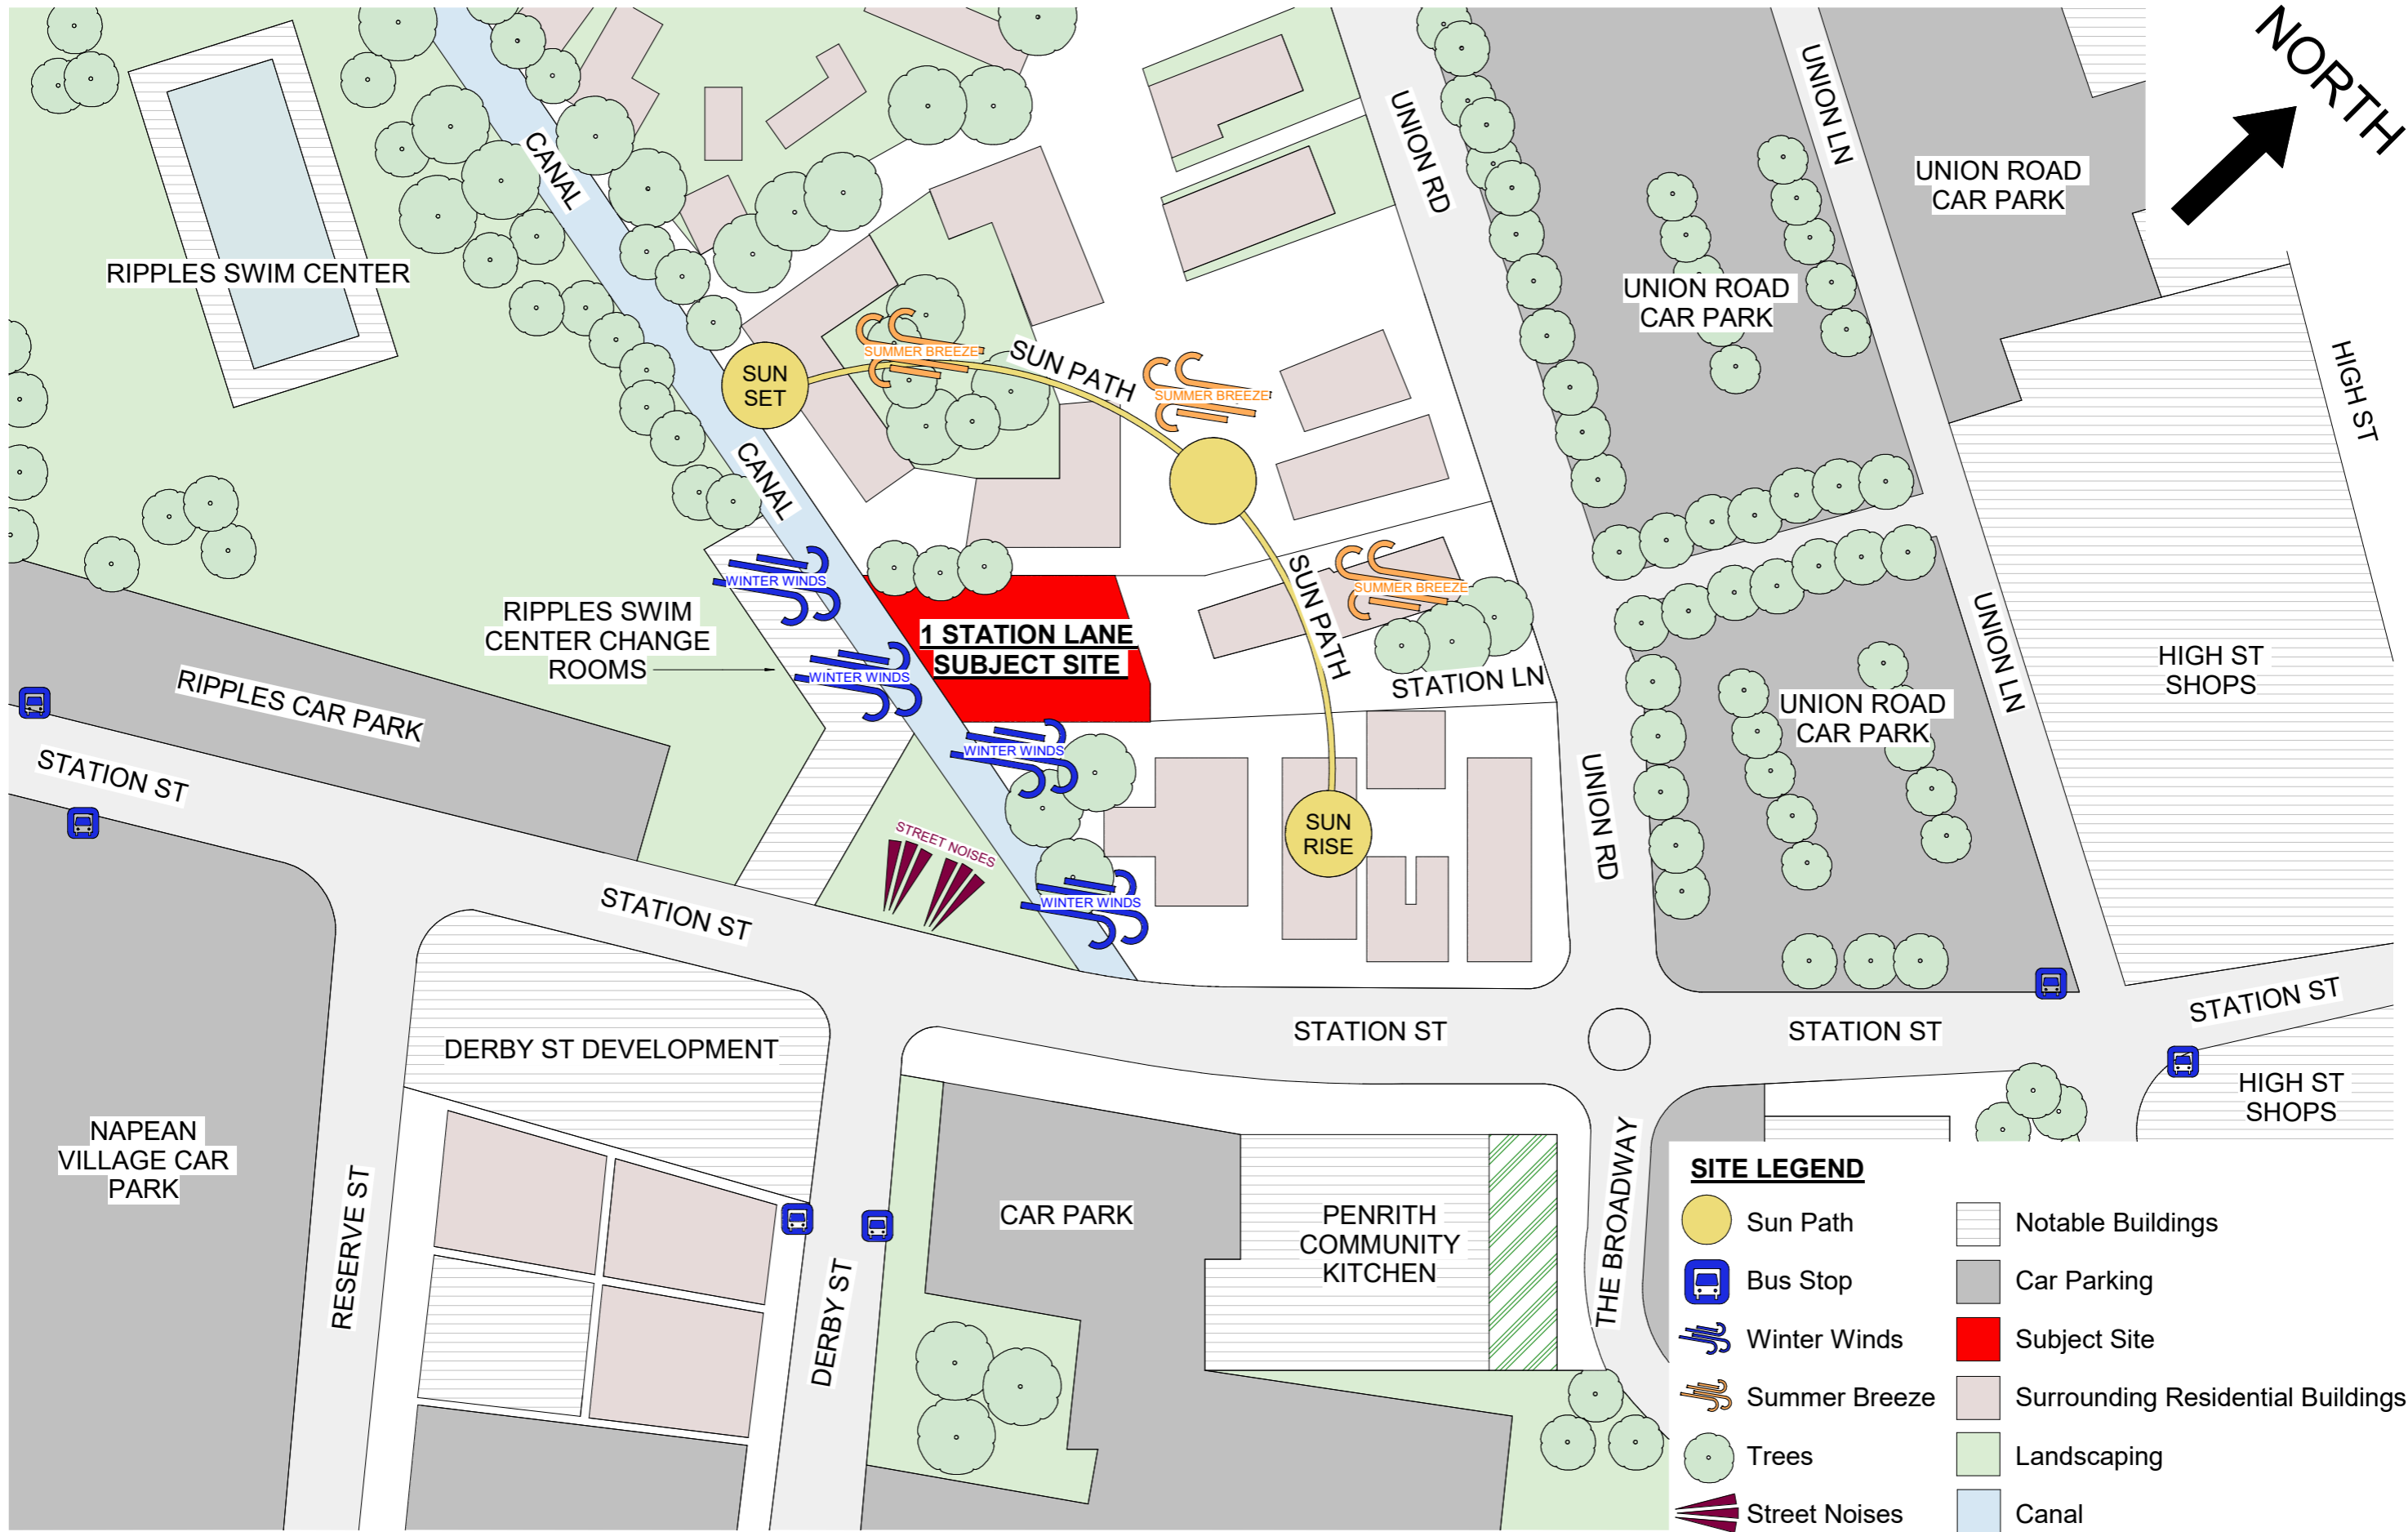 NORTH
UNION LN
UNION RD
CANAL
UNION ROAD
CAR PARK
RIPPLES SWIM CENTER
UNION ROAD
CAR PARK
SUMMER BREEZE
SUN PATH
SUN
SET
SUMMER BREEZE
HIGH ST
CANAL
WINTER WINDS
SUMMER BREEZE
SUN PATH
RIPPLES SWIM
CENTER CHANGE
ROOMS
1 STATION LANE
SUBJECT SITE
WINTER WINDS
STATION LN
UNION LN
HIGH ST
SHOPS
RIPPLES CAR PARK
UNION ROAD
CAR PARK
WINTER WINDS
STATION ST
UNION RD
SUN
RISE
STREET NOISES
WINTER WINDS
STATION ST
STATION ST
STATION ST
STATION ST
DERBY ST DEVELOPMENT
HIGH ST
SHOPS
NAPEAN
VILLAGE CAR
PARK
RESERVE ST
DERBY ST
CAR PARK
PENRITH
COMMUNITY
KITCHEN
THE BROADWAY
SITE LEGEND
Sun Path
Notable Buildings
Bus Stop
Car Parking
Winter Winds
Subject Site
Summer Breeze
Surrounding Residential Buildings
Trees
Landscaping
Street Noises
Canal